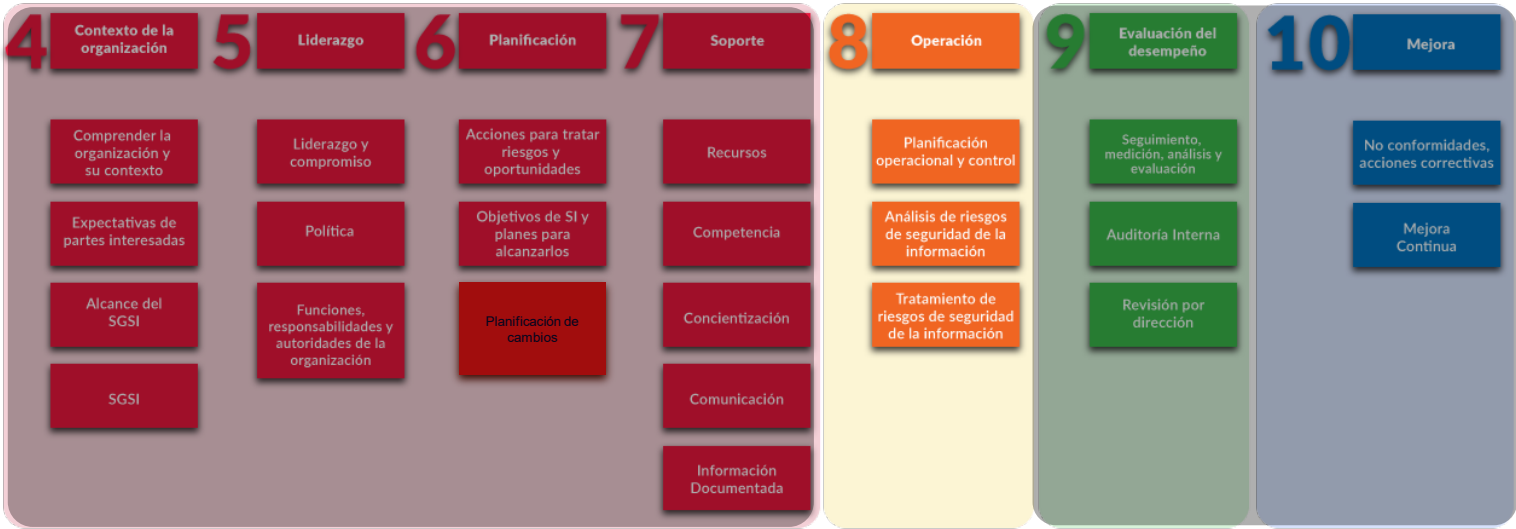 4
Contexto de la
organización
Comprender la
organización y
su contexto
Expectativas de
partes interesadas
Alcance del
SGSI
SGSI
5
Liderazgo
Liderazgo y
compromiso
Política
Funciones,
responsabilidades y
autoridades de la
organización
6
Planificación
Acciones para tratar
riesgos y
oportunidades
Objetivos de SI y
planes para
alcanzarlos
Planificación de
cambios
7
Soporte
Recursos
Competencia
Concientización
Comunicación
Información
Documentada
8
Operación
Planificación
operacional y control
Análisis de riesgos
de seguridad de la
información
Tratamiento de
riesgos de seguridad
de la información
9
Evaluación del
desempeño
Seguimiento,
medición, análisis y
evaluación
Auditoría Interna
Revisión por
dirección
10
Mejora
No conformidades,
acciones correctivas
Mejora
Continua